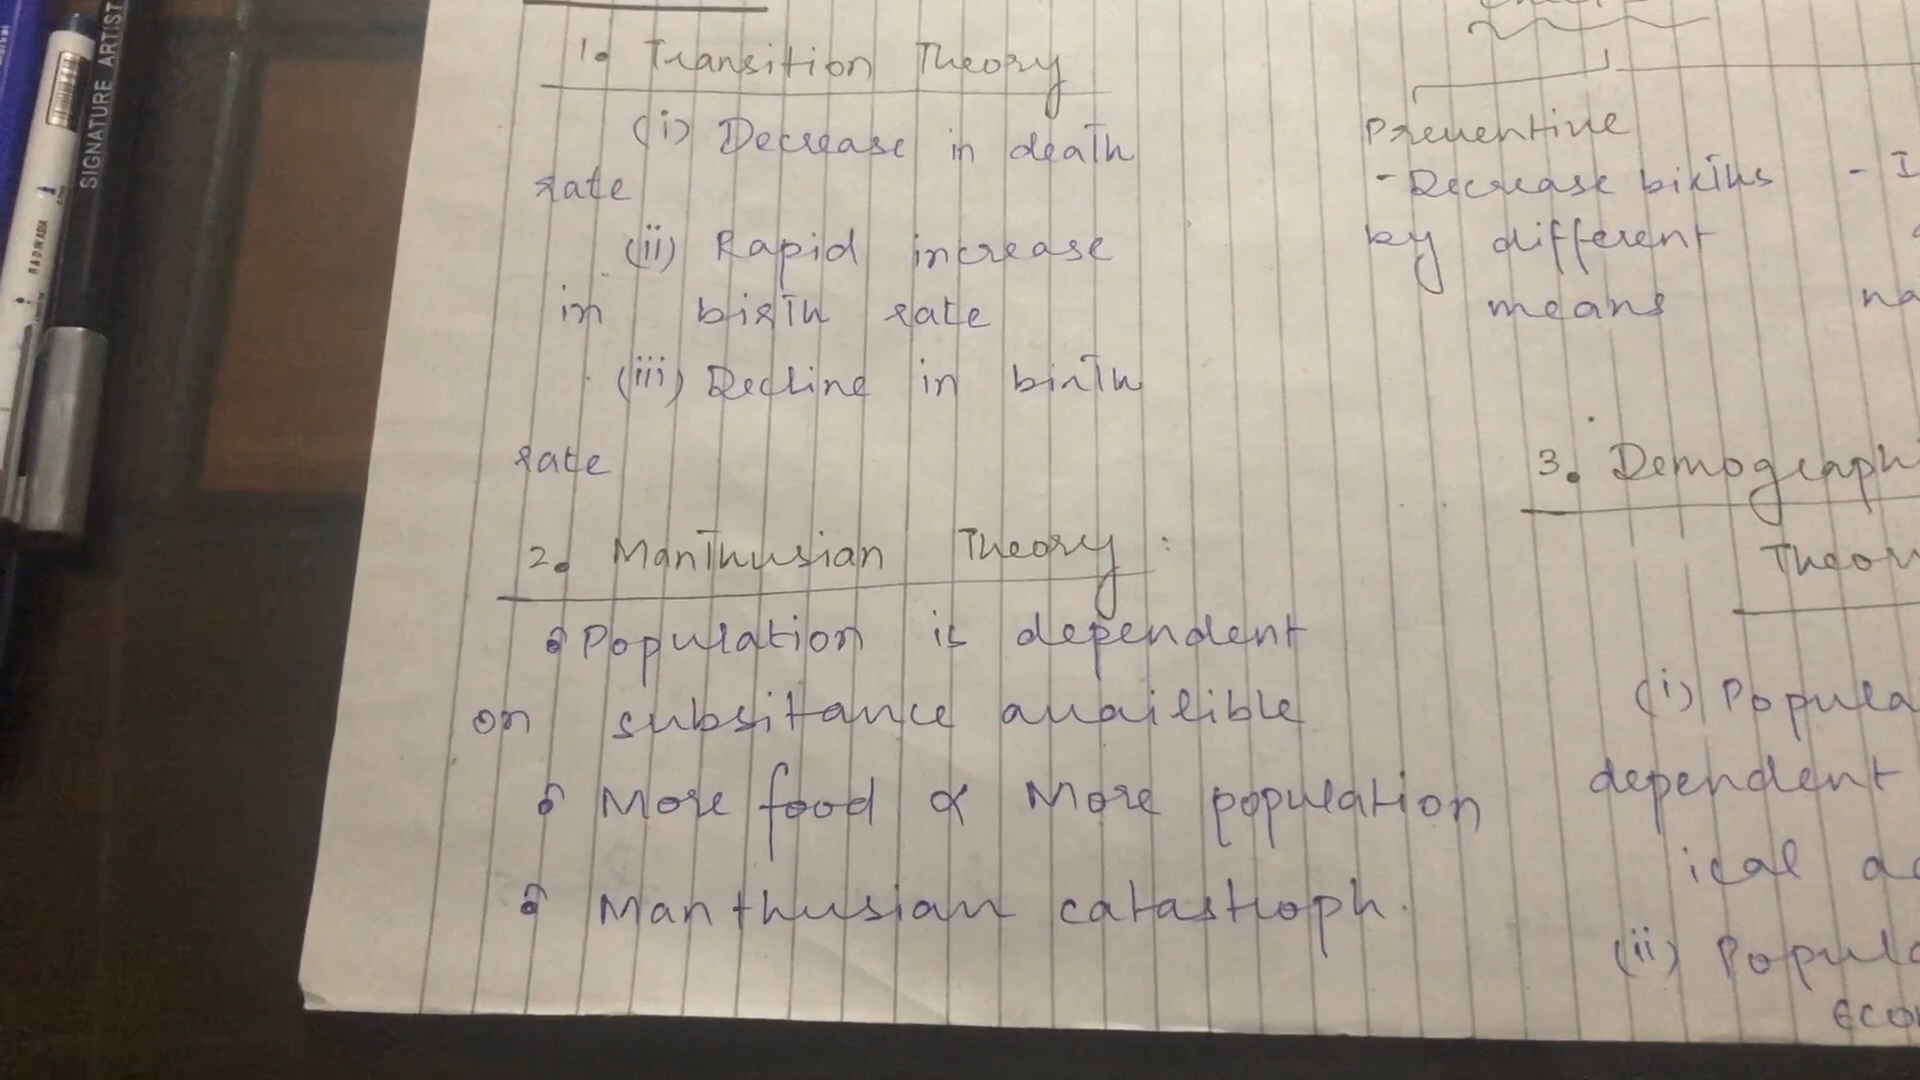 1. Transition Theory
(i) Decrease in death
rate
(ii) Rapid increase
in birth rate
(iii) Decline in birth
rate
2. Manthusian Theory :
Population is dependent
on subsitance availible
More food ∝ More population
Manthusian catastroph.
Preventive
- Decrease births
by different
means
- I
na
3. Demograph
Theor
(i) Popula
dependent
ical
(ii) Popula
econ
SIGNATURE ARTIST